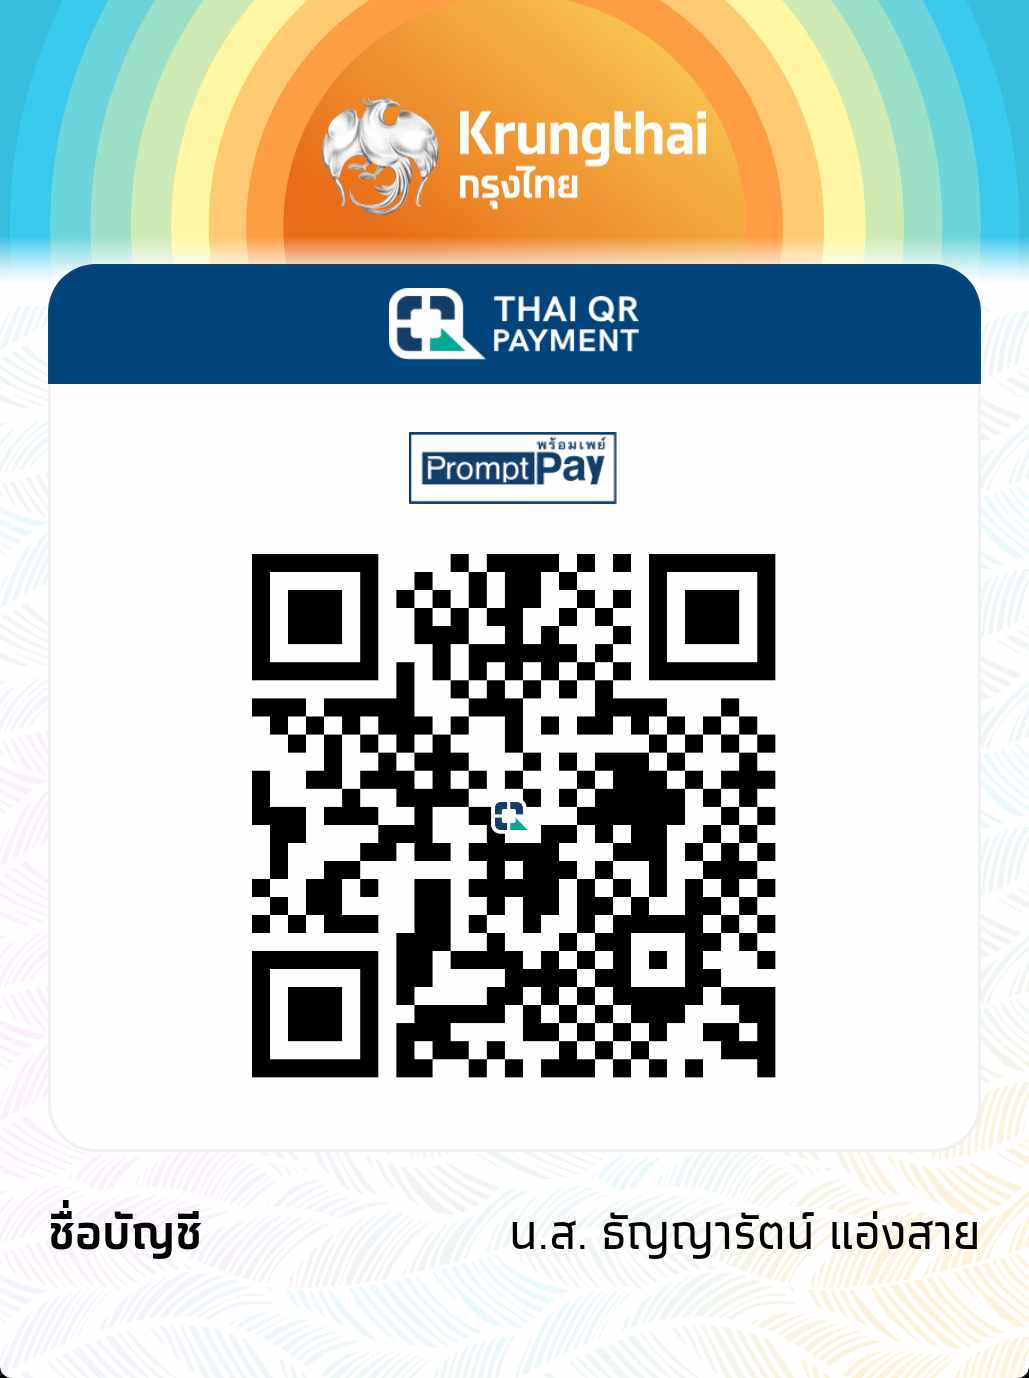 Krungthai
กรุงไทย
THAI QR
PAYMENT
พร้อมเพย์
PromptPay
ชื่อบัญชี น.ส. ธัญญารัตน์ แอ่งสาย